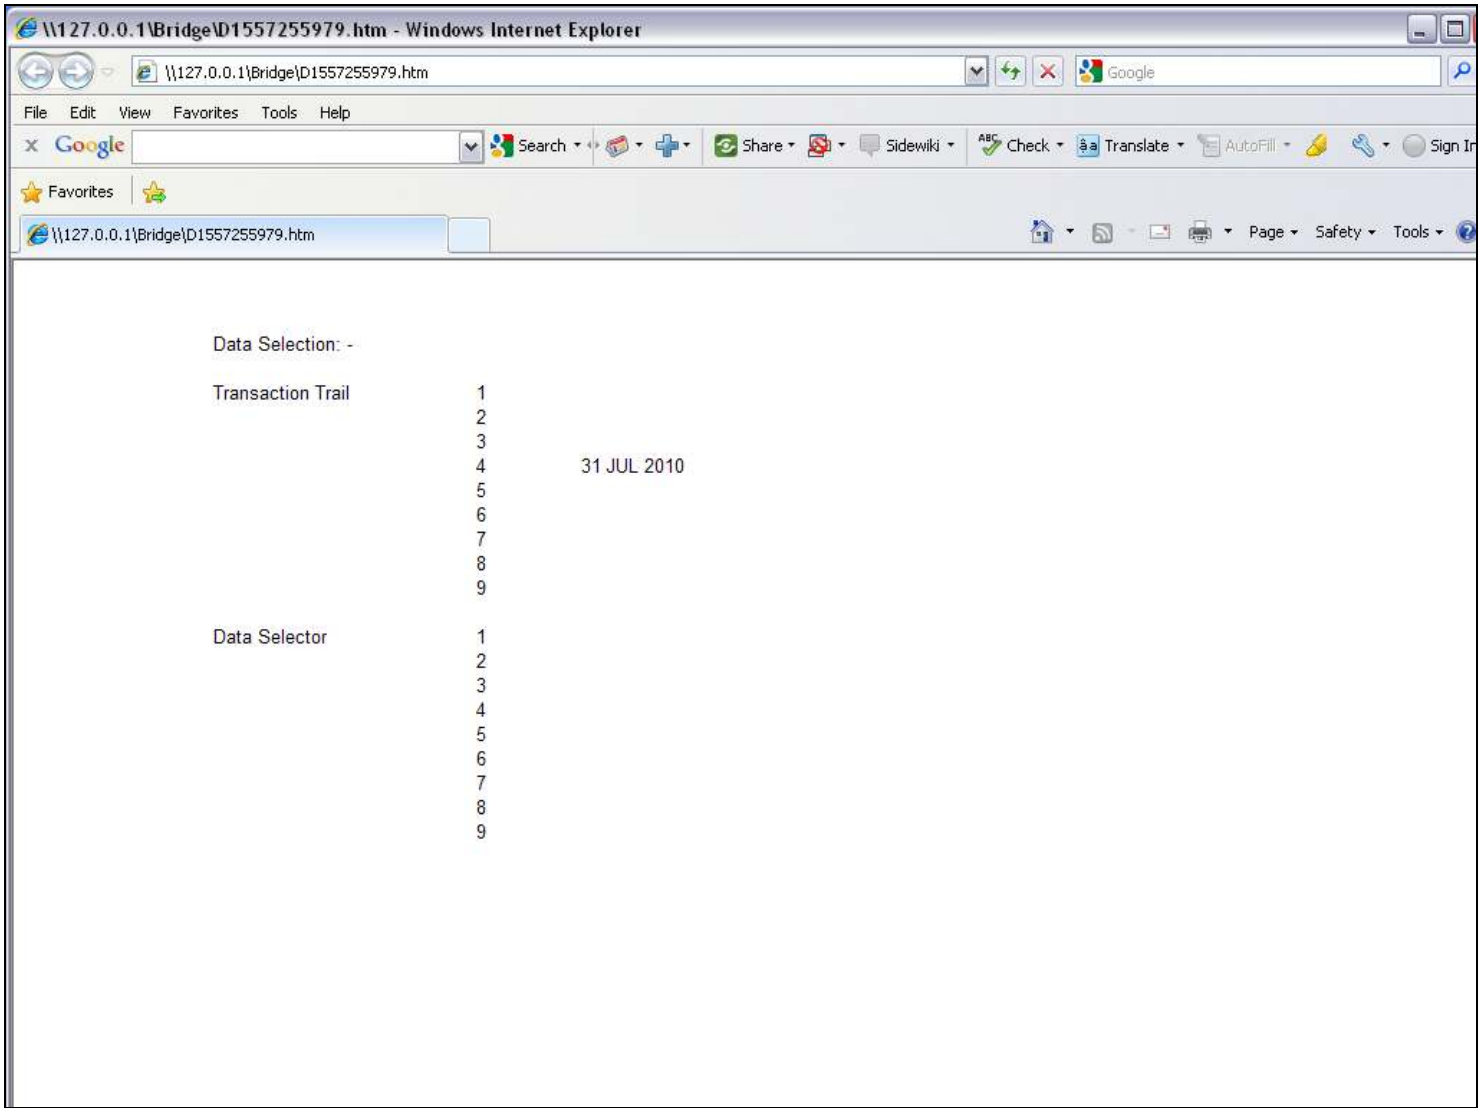 \\127.0.0.1\Bridge\D1557255979.htm - Windows Internet Explorer
\\127.0.0.1\Bridge\D1557255979.htm Google
File Edit View Favorites Tools Help
x Google Search Share Sidewiki ABC Check âa Translate AutoFill Sign In
Favorites
\\127.0.0.1\Bridge\D1557255979.htm Page Safety Tools
Data Selection: -
Transaction Trail 1
2
3
4 31 JUL 2010
5
6
7
8
9
Data Selector 1
2
3
4
5
6
7
8
9